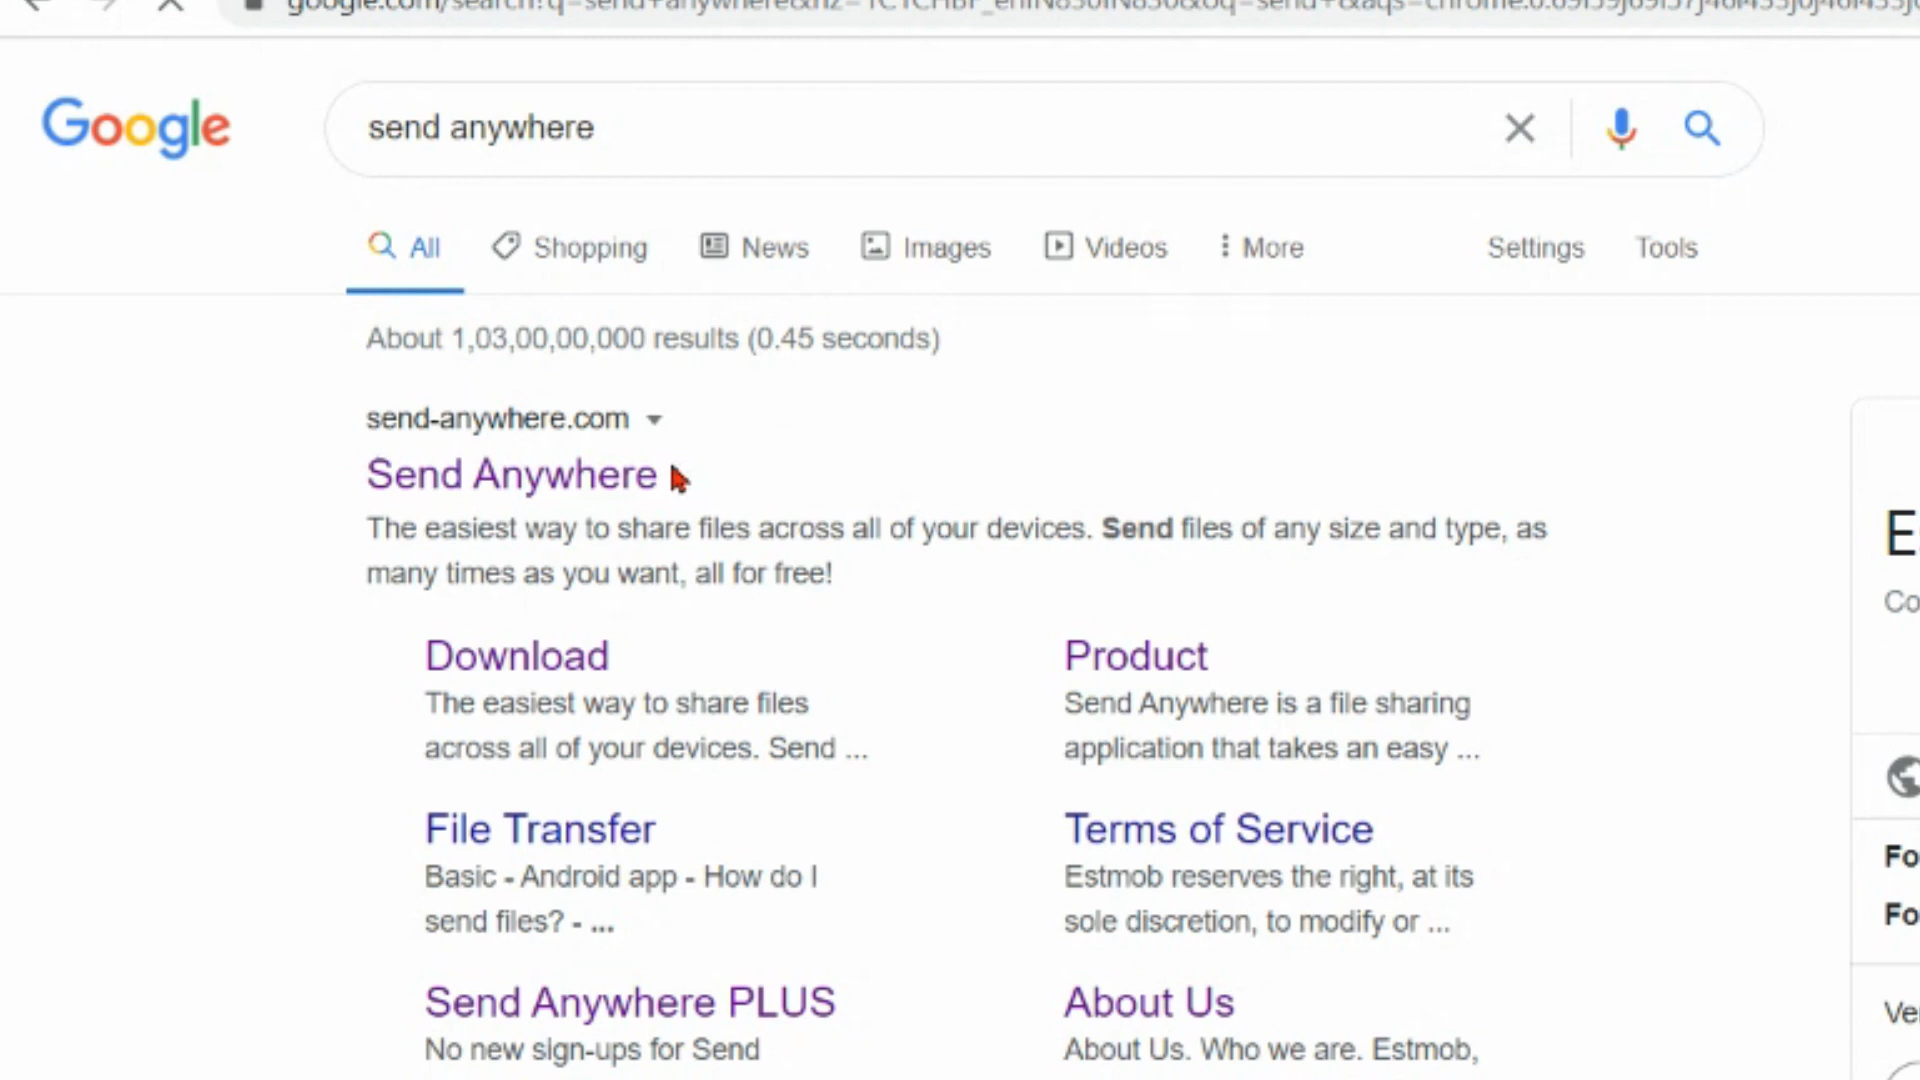 Google
send anywhere
All
Shopping
News
Images
Videos
More
Settings
Tools
About 1,03,00,00,000 results (0.45 seconds)
send-anywhere.com
Send Anywhere
The easiest way to share files across all of your devices. Send files of any size and type, as
many times as you want, all for free!
Download
The easiest way to share files
across all of your devices. Send ...
Product
Send Anywhere is a file sharing
application that takes an easy ...
File Transfer
Basic - Android app - How do I
send files? - ...
Terms of Service
Estmob reserves the right, at its
sole discretion, to modify or ...
Send Anywhere PLUS
No new sign-ups for Send
About Us
About Us. Who we are. Estmob,